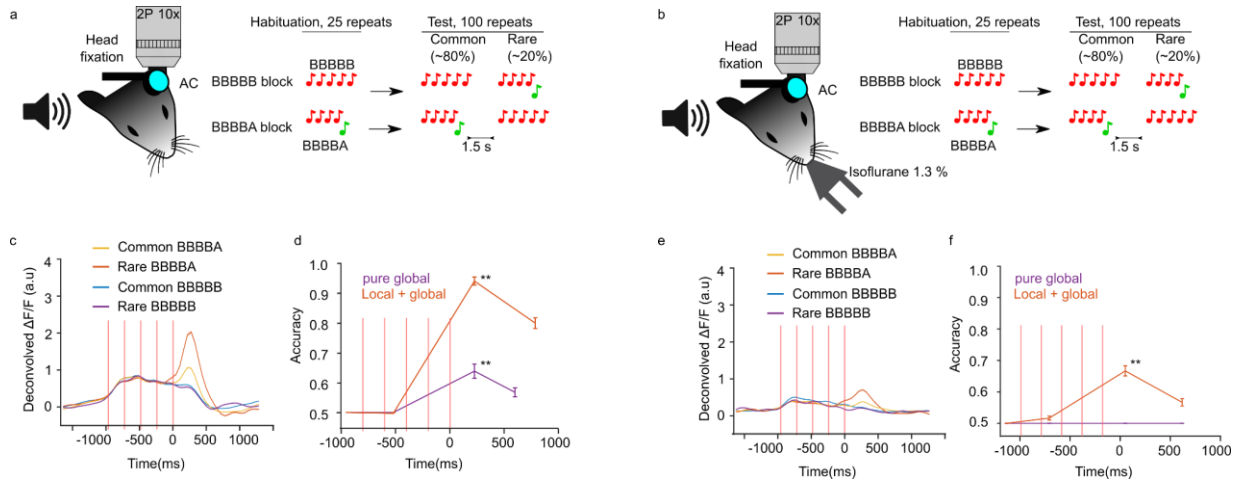 a
2P 10x
Head
fixation
AC
Habituation, 25 repeats
Test, 100 repeats
Common
(~80%)
Rare
(~20%)
BBBBB
BBBBB block
BBBBA block
BBBBA
1.5 s
b
2P 10x
Head
fixation
AC
Isoflurane 1.3 %
Habituation, 25 repeats
Test, 100 repeats
Common
(~80%)
Rare
(~20%)
BBBBB
BBBBB block
BBBBA block
BBBBA
1.5 s
c
Common BBBBA
Rare BBBBA
Common BBBBB
Rare BBBBB
Deconvolved ΔF/F (a.u)
4
3
2
1
0
-1000 -500 0 500 1000
Time(ms)
d
pure global
Local + global
**
**
Accuracy
1.0
0.9
0.8
0.7
0.6
0.5
-1000 -500 0 500 1000
Time(ms)
e
Common BBBBA
Rare BBBBA
Common BBBBB
Rare BBBBB
Deconvolved ΔF/F (a.u)
4
3
2
1
0
-1000 -500 0 500 1000
Time(ms)
f
pure global
Local + global
**
Accuracy
1.0
0.9
0.8
0.7
0.6
0.5
-1000 -500 0 500 1000
Time(ms)